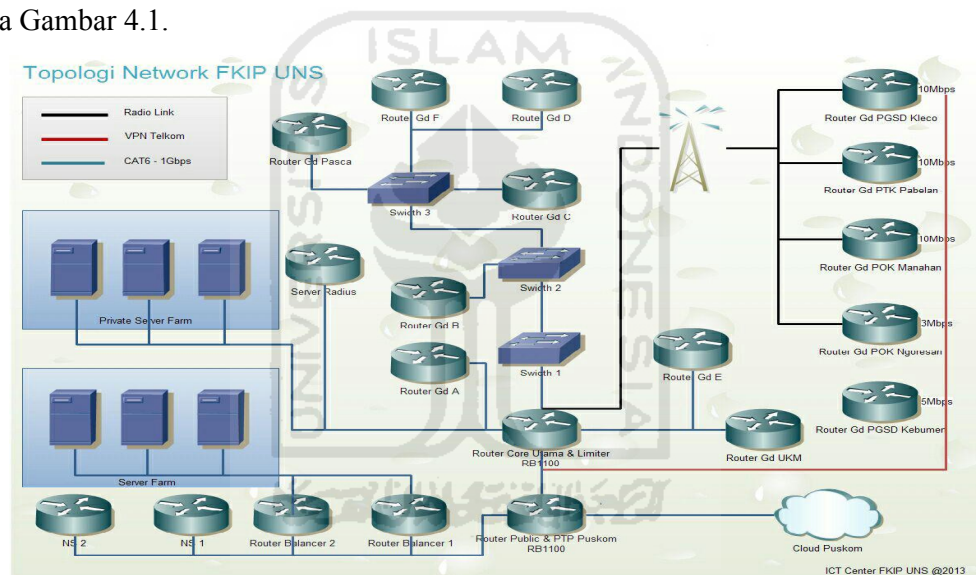 a Gambar 4.1.
Topologi Network FKIP UNS
Radio Link
VPN Telkom
CAT6 - 1Gbps
Router Gd F
Router Gd D
Router Gd Pasca
Swicth 3
Router Gd C
Server Radius
Swicth 2
Router Gd B
Router Gd A
Swicth 1
Router Gd E
Private Server Farm
Server Farm
Router Core Utama & Limiter
RB1100
Router Gd UKM
10Mbps
Router Gd PGSD Kleco
10Mbps
Router Gd PTK Pabelan
10Mbps
Router Gd POK Manahan
3Mbps
Router Gd POK Ngoresan
5Mbps
Router Gd PGSD Kebumen
NS 2
NS 1
Router Balancer 2
Router Balancer 1
Router Public & PTP Puskom
RB1100
Cloud Puskom
ICT Center FKIP UNS @2013
UNIVERSITAS
ISLAM
INDONESIA